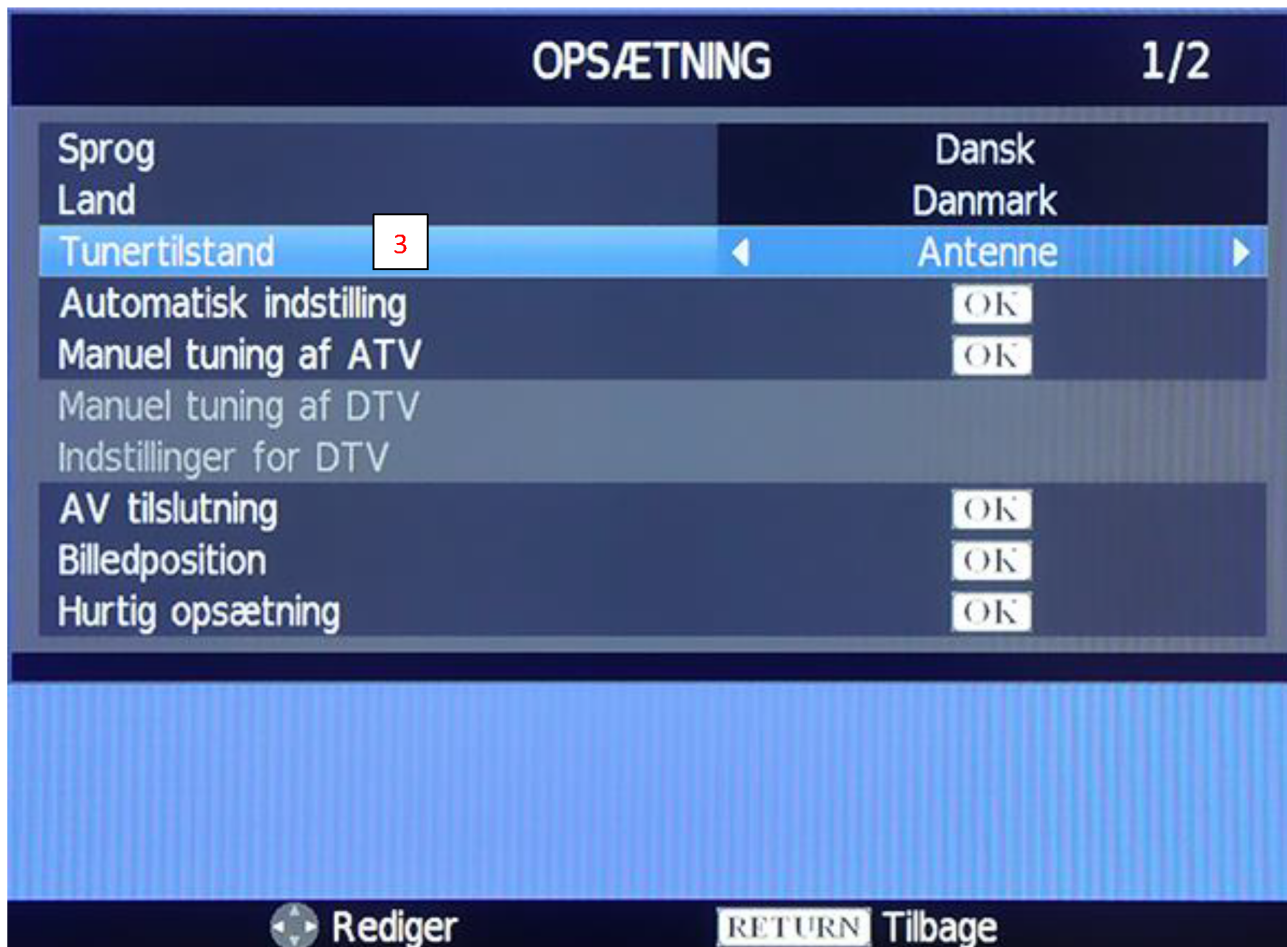 OPSÆTNING 1/2
Sprog Dansk
Land Danmark
Tunertilstand 3 Antenne
Automatisk indstilling OK
Manuel tuning af ATV OK
Manuel tuning af DTV
Indstillinger for DTV
AV tilslutning OK
Billedposition OK
Hurtig opsætning OK
Rediger RETURN Tilbage